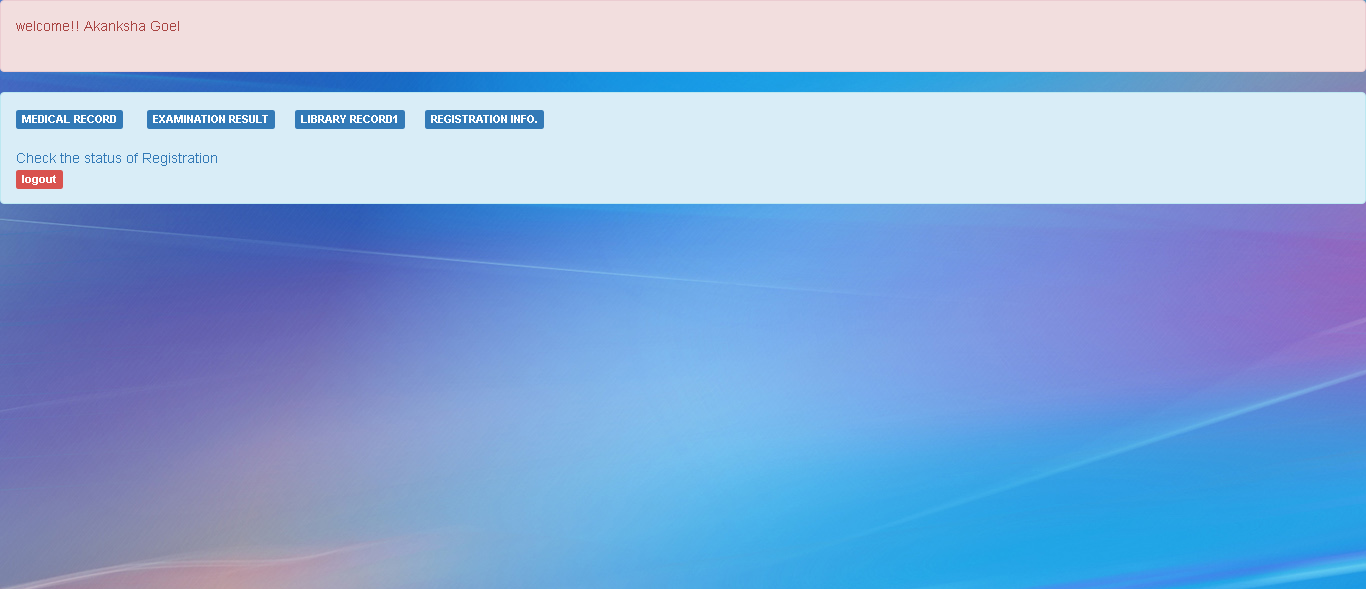 welcome!! Akanksha Goel
MEDICAL RECORD EXAMINATION RESULT LIBRARY RECORD1 REGISTRATION INFO.
Check the status of Registration
logout